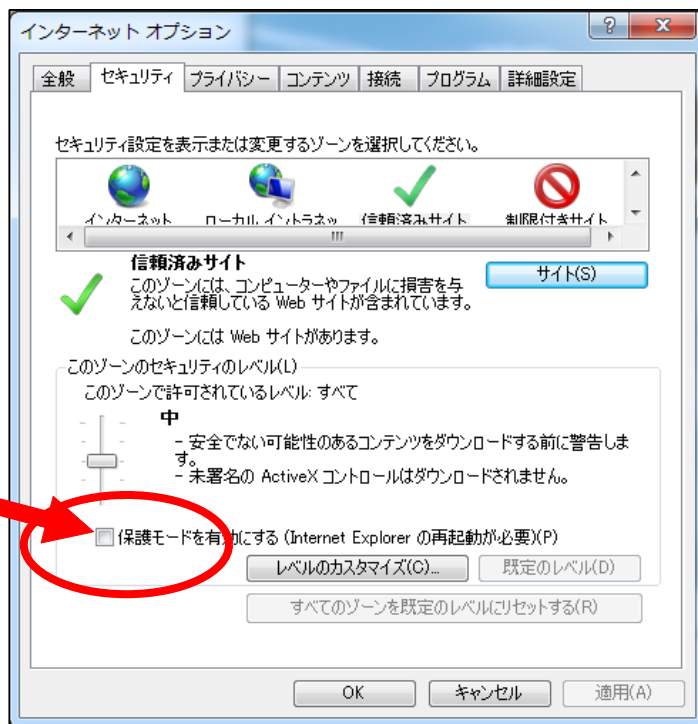 インターネット オプション
全般 セキュリティ プライバシー コンテンツ 接続 プログラム 詳細設定
セキュリティ設定を表示または変更するゾーンを選択してください。
インターネット ローカル イントラネッ 信頼済みサイト 制限付きサイト
信頼済みサイト
このゾーンには、コンピューターやファイルに損害を与
えないと信頼している Web サイトが含まれています。
サイト(S)
このゾーンには Web サイトがあります。
このゾーンのセキュリティのレベル(L)
このゾーンで許可されているレベル: すべて
中
- 安全でない可能性のあるコンテンツをダウンロードする前に警告しま
す。
- 未署名の ActiveX コントロールはダウンロードされません。
保護モードを有効にする (Internet Explorer の再起動が必要)(P)
レベルのカスタマイズ(C)... 既定のレベル(D)
すべてのゾーンを既定のレベルにリセットする(R)
OK キャンセル 適用(A)